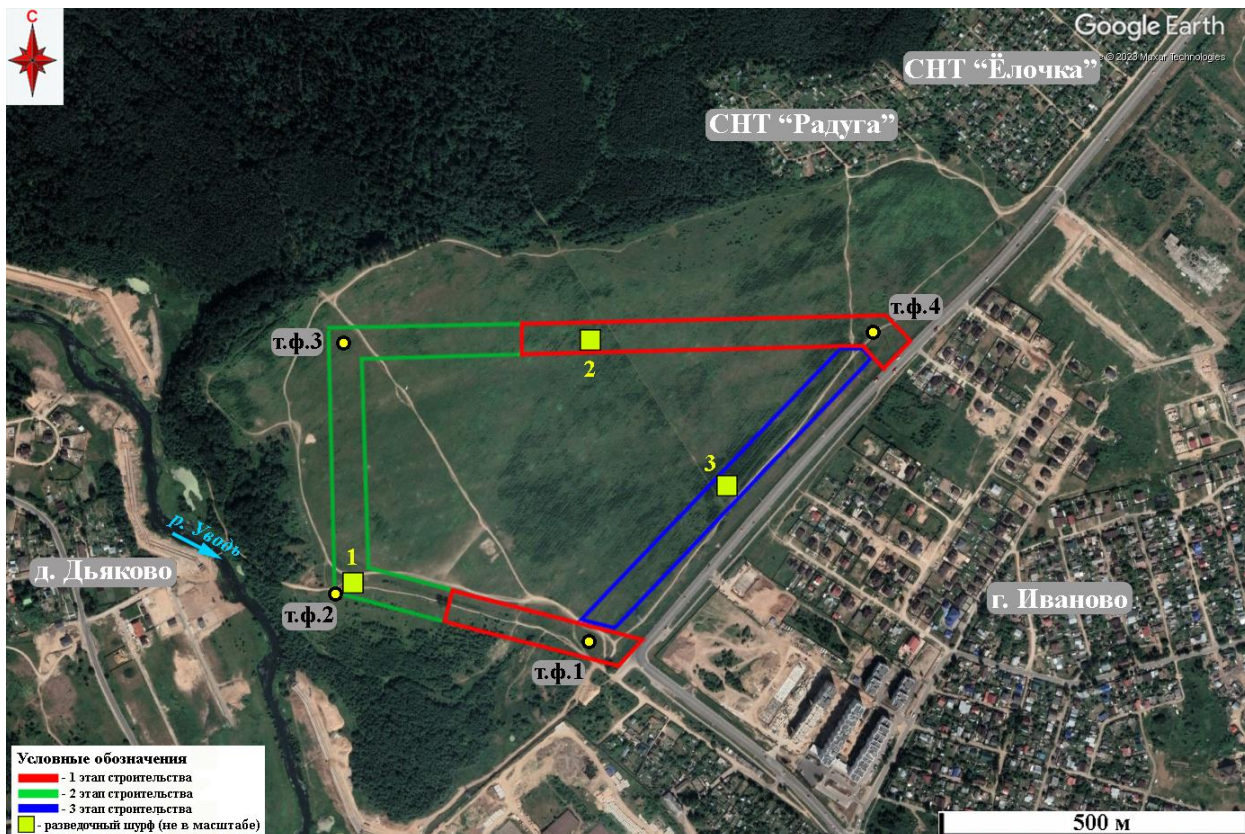 С
Google Earth
© 2023 Maxar Technologies
СНТ “Ёлочка”
СНТ “Радуга”
т.ф.4
т.ф.3
2
3
р. Уводь
1
д. Дьяково
т.ф.2
г. Иваново
т.ф.1
Условные обозначения
- 1 этап строительства
- 2 этап строительства
- 3 этап строительства
- разведочный шурф (не в масштабе)
500 м